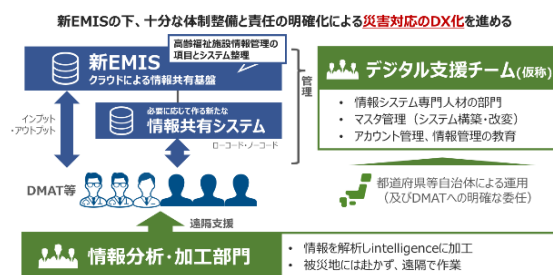 新EMISの下、十分な体制整備と責任の明確化による災害対応のDX化を進める
高齢福祉施設情報管理の
項目とシステム整理
新EMIS
クラウドによる情報共有基盤
管理
デジタル支援チーム(仮称)
・ 情報システム専門人材の部門
・ マスタ管理（システム構築・改変）
・ アカウント管理、情報管理の教育
必要に応じて作る新たな
情報共有システム
ローコード・ノーコード
インプット
・アウトプット
DMAT等
都道府県等自治体による運用
（及びDMATへの明確な委任）
遠隔支援
情報分析・加工部門
・ 情報を解析しintelligenceに加工
・ 被災地には赴かず、遠隔で作業